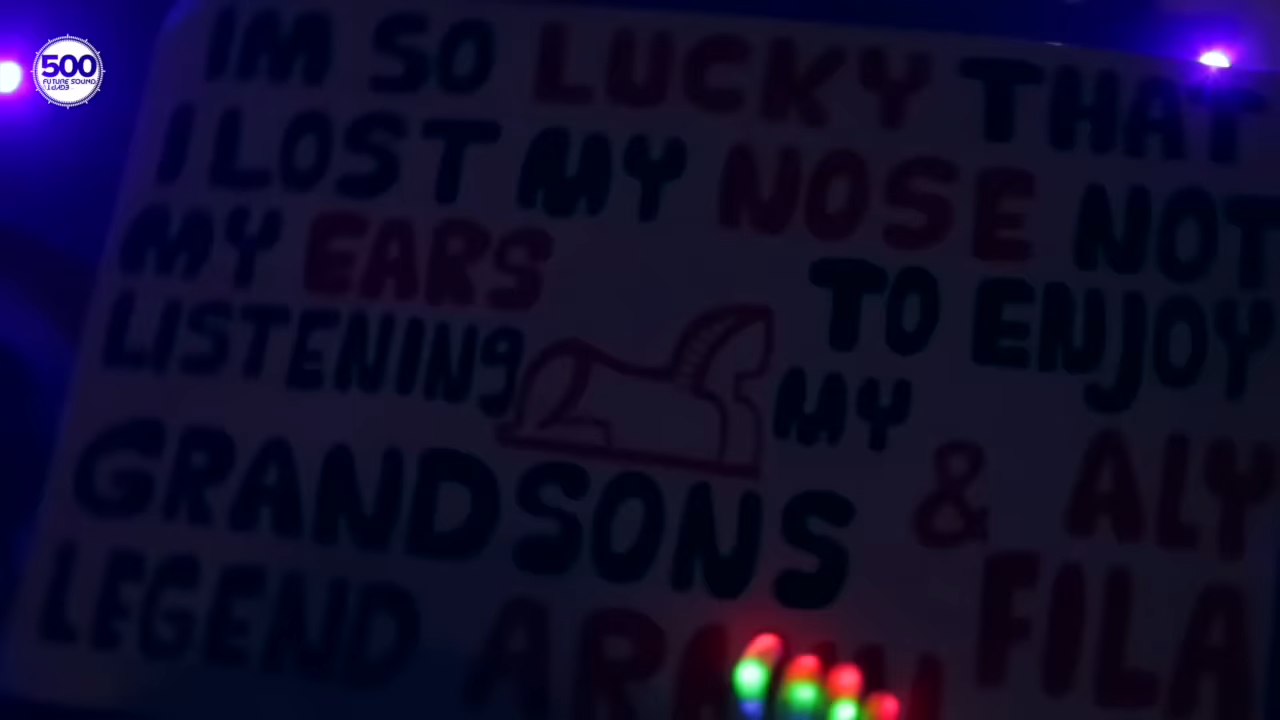 500
FUTURE SOUND
IM SO LUCKY THAT
I LOST MY NOSE NOT
MY EARS TO ENJOY
LISTENING MY
GRANDSONS & ALY
LEGEND FILA